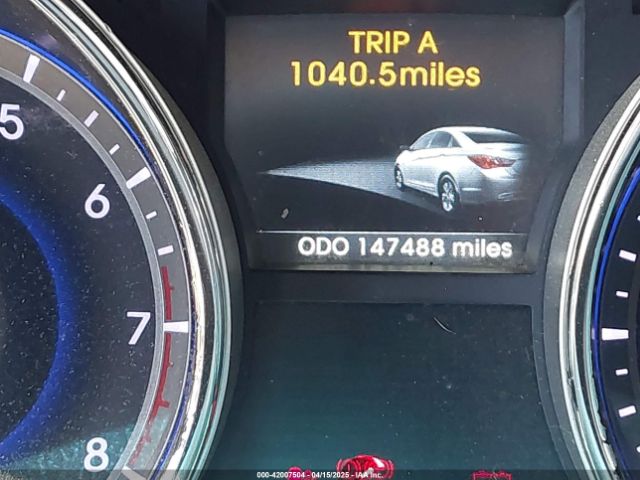 TRIP A
1040.5miles
5
6
ODO 147488 miles
7
8
000-42007504 - 04/15/2025 - IAA Inc.